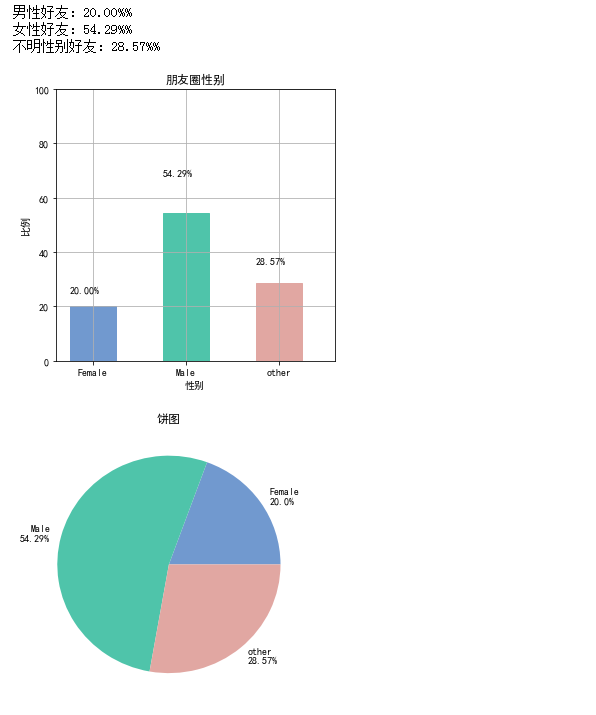 男性好友: 20.00%%
女性好友: 54.29%%
不明性别好友: 28.57%%
朋友圈性别
100
80
60
40
20
0
比例
20.00%
54.29%
28.57%
Female
Male
other
性别
饼图
Female
20.0%
Male
54.29%
other
28.57%